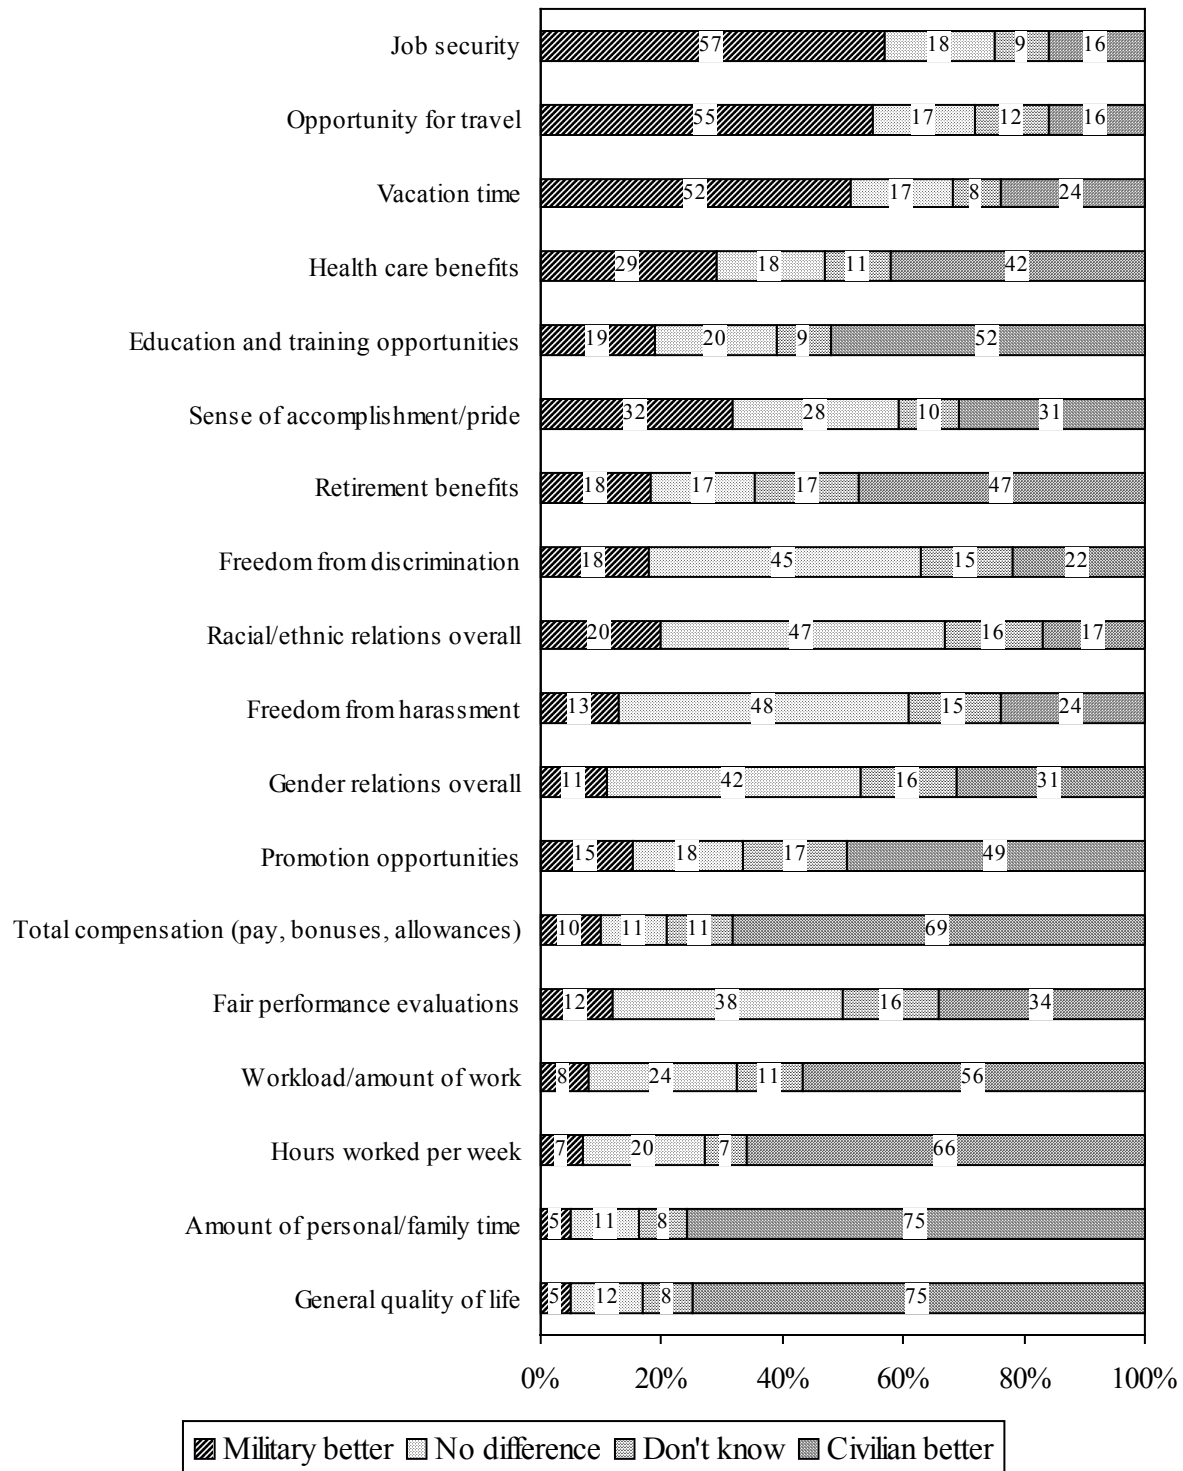 Job security 57 18 9 16
Opportunity for travel 55 17 12 16
Vacation time 52 17 8 24
Health care benefits 29 18 11 42
Education and training opportunities 19 20 9 52
Sense of accomplishment/pride 32 28 10 31
Retirement benefits 18 17 17 47
Freedom from discrimination 18 45 15 22
Racial/ethnic relations overall 20 47 16 17
Freedom from harassment 13 48 15 24
Gender relations overall 11 42 16 31
Promotion opportunities 15 18 17 49
Total compensation (pay, bonuses, allowances) 10 11 11 69
Fair performance evaluations 12 38 16 34
Workload/amount of work 8 24 11 56
Hours worked per week 7 20 7 66
Amount of personal/family time 5 11 8 75
General quality of life 5 12 8 75
0% 20% 40% 60% 80% 100%
Military better No difference Don't know Civilian better